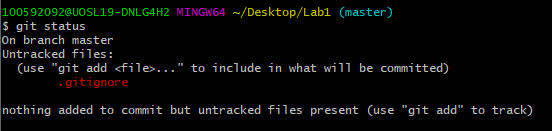 100592092@UOSL19-DNLG4H2 MINGW64 ~/Desktop/Lab1 (master)
$ git status
On branch master
Untracked files:
  (use "git add <file>..." to include in what will be committed)
        .gitignore

nothing added to commit but untracked files present (use "git add" to track)